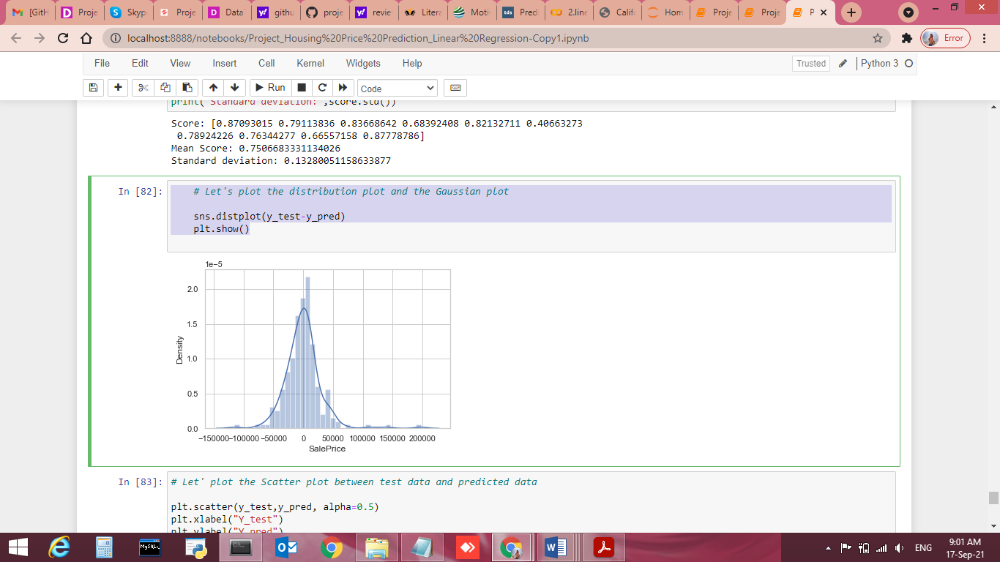 [GitH Proje Skyp Proje Data githu proje review Litera Moti Predi 2.line Califo Hom Proje Proje P
localhost:8888/notebooks/Project_Housing%20Price%20Prediction_Linear%20Regression-Copy1.ipynb Error
File Edit View Insert Cell Kernel Widgets Help Trusted Python 3
Run Code
print("Standard deviation:",score.std())
Score: [0.87093015 0.79113836 0.83668642 0.68392408 0.82132711 0.40663273
0.78924226 0.76344277 0.66557158 0.87778786]
Mean Score: 0.7506683331134026
Standard deviation: 0.13280051158633877
In [82]: # Let's plot the distribution plot and the Gaussian plot
sns.distplot(y_test-y_pred)
plt.show()
1e−5
2.0
1.5
1.0
0.5
0.0
Density
−150000 −100000 −50000 0 50000 100000 150000 200000
SalePrice
In [83]: # Let' plot the Scatter plot between test data and predicted data
plt.scatter(y_test,y_pred, alpha=0.5)
plt.xlabel("Y_test")
plt.ylabel("Y_pred")
ENG 9:01 AM
17-Sep-21